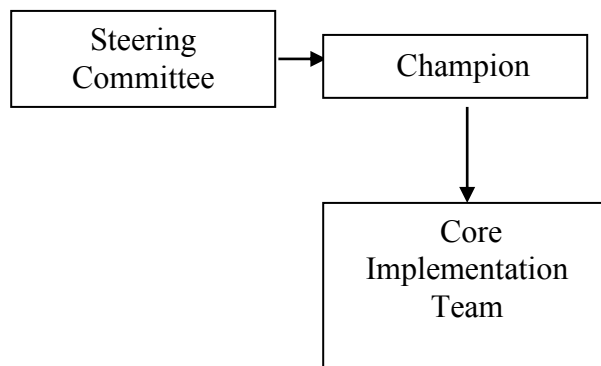 Steering
Committee
Champion
Core
Implementation
Team